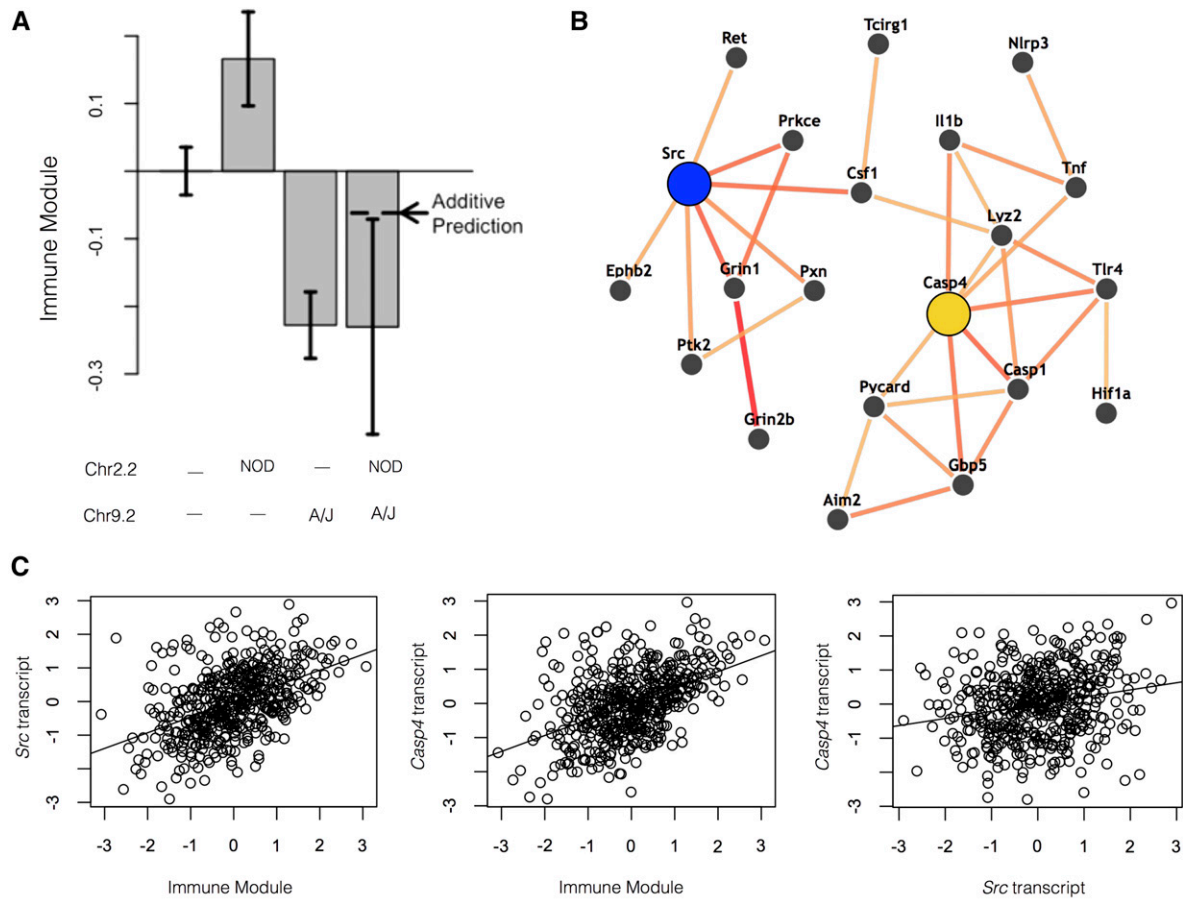 A
Immune Module
0.1
-0.1
-0.3
Additive
Prediction
Chr2.2 — NOD — NOD
Chr9.2 — — A/J A/J
B
Ret
Tcirg1
Nlrp3
Prkce
Il1b
Src
Csf1
Tnf
Lyz2
Ephb2
Grin1
Pxn
Casp4
Tlr4
Ptk2
Casp1
Pycard
Hif1a
Grin2b
Gbp5
Aim2
C
Src transcript
3
2
1
0
-1
-3
-3 -2 -1 0 1 2 3
Immune Module
Casp4 transcript
3
2
1
0
-1
-3
-3 -2 -1 0 1 2 3
Immune Module
Casp4 transcript
3
2
1
0
-1
-3
-3 -2 -1 0 1 2 3
Src transcript